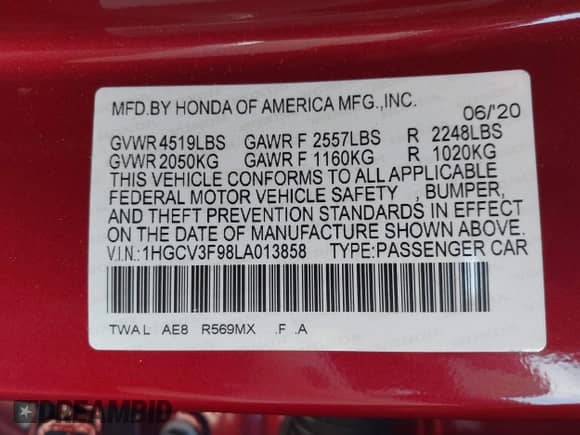 MFD.BY HONDA OF AMERICA MFG.,INC. 06/'20
GVWR 4519LBS GAWR F 2557LBS R 2248LBS
GVWR 2050KG GAWR F 1160KG R 1020KG
THIS VEHICLE CONFORMS TO ALL APPLICABLE
FEDERAL MOTOR VEHICLE SAFETY , BUMPER,
AND THEFT PREVENTION STANDARDS IN EFFECT
ON THE DATE OF MANUFACTURE SHOWN ABOVE.
V.I.N.:1HGCV3F98LA013858 TYPE:PASSENGER CAR
TWAL AE8 R569MX .F .A
DREAMBID